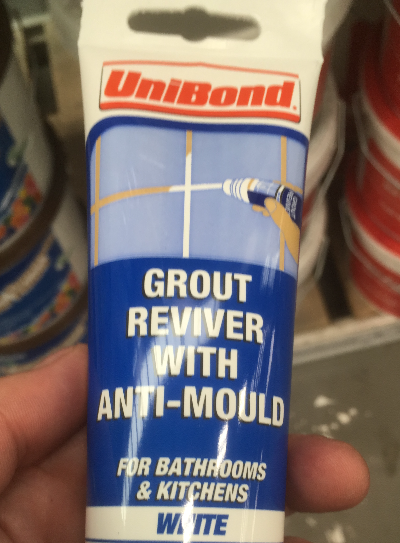 UniBond
GROUT
REVIVER
WITH
ANTI-MOULD
FOR BATHROOMS
& KITCHENS
WHITE